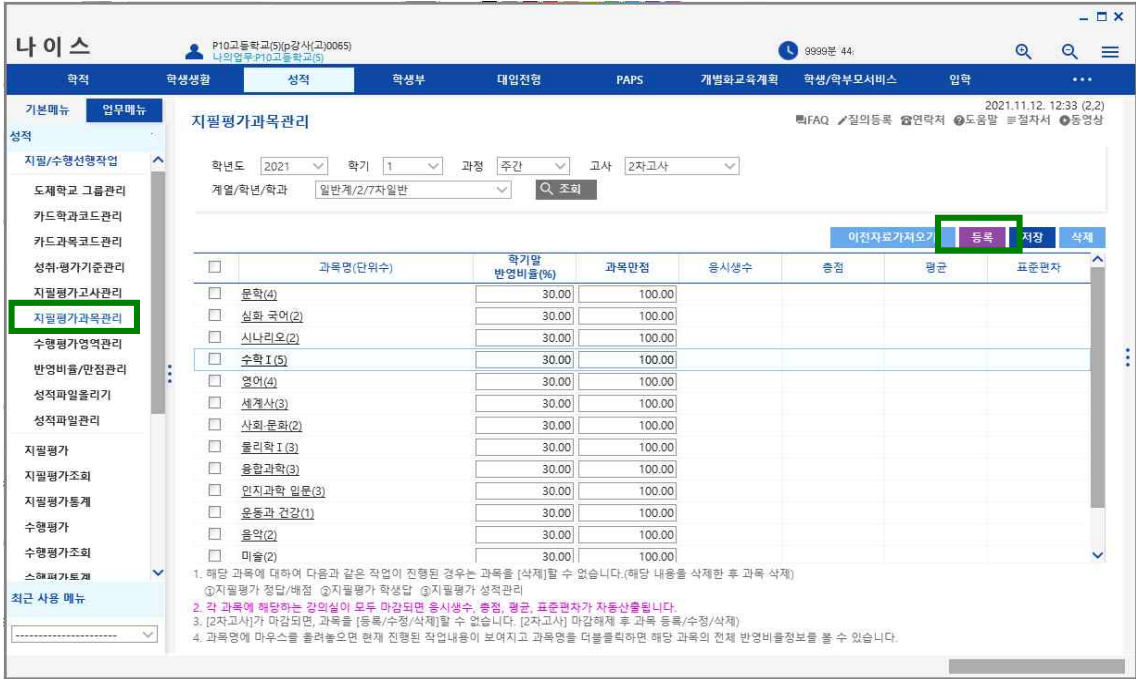 나이스
P10고등학교(5)(p강사(고)0065)
나의업무:P10고등학교(5)
9999분 44:
학적 학생생활 성적 학생부 대입전형 PAPS 개별화교육계획 학생/학부모서비스 입학 •••
기본메뉴 업무메뉴
성적
지필/수행선행작업
도제학교 그룹관리
카드학과코드관리
카드과목코드관리
성취·평가기준관리
지필평가고사관리
지필평가과목관리
수행평가영역관리
반영비율/만점관리
성적파일올리기
성적파일관리
지필평가
지필평가조회
지필평가통계
수행평가
수행평가조회
수행평가통계
최근 사용 메뉴
----------------------
2021.11.12. 12:33 (2,2)
지필평가과목관리
FAQ 질의등록 연락처 도움말 절차서 동영상
학년도 2021 학기 1 과정 주간 고사 2차고사
계열/학년/학과 일반계/2/7차일반 조회
이전자료가져오기 등록 저장 삭제
과목명(단위수) 학기말 반영비율(%) 과목만점 응시생수 총점 평균 표준편차
문학(4) 30.00 100.00
심화 국어(2) 30.00 100.00
시나리오(2) 30.00 100.00
수학Ⅰ(5) 30.00 100.00
영어(4) 30.00 100.00
세계사(3) 30.00 100.00
사회·문화(2) 30.00 100.00
물리학Ⅰ(3) 30.00 100.00
융합과학(3) 30.00 100.00
인지과학 입문(3) 30.00 100.00
운동과 건강(1) 30.00 100.00
음악(2) 30.00 100.00
미술(2) 30.00 100.00
1. 해당 과목에 대하여 다음과 같은 작업이 진행된 경우는 과목을 [삭제]할 수 없습니다.(해당 내용을 삭제한 후 과목 삭제)
①지필평가 정답/배점 ②지필평가 학생답 ③지필평가 성적관리
2. 각 과목에 해당하는 강의실이 모두 마감되면 응시생수, 총점, 평균, 표준편차가 자동산출됩니다.
3. [2차고사]가 마감되면, 과목을 [등록/수정/삭제]할 수 없습니다. [2차고사] 마감해제 후 과목 등록/수정/삭제)
4. 과목명에 마우스를 올려놓으면 현재 진행된 작업내용이 보여지고 과목명을 더블클릭하면 해당 과목의 전체 반영비율정보를 볼 수 있습니다.